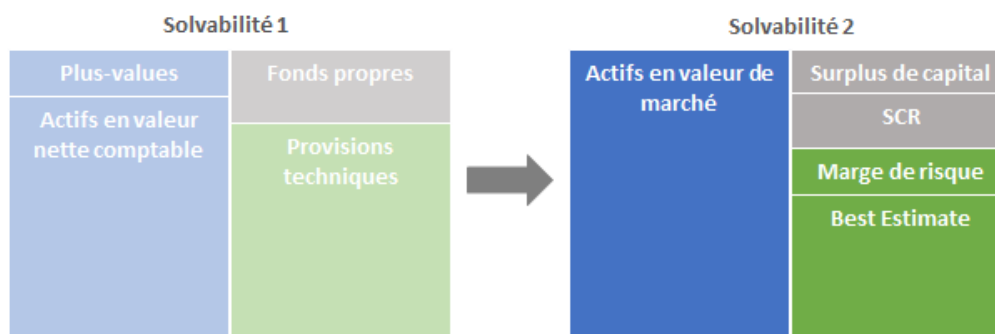 Solvabilité 1
Plus-values
Actifs en valeur
nette comptable
Fonds propres
Provisions
techniques
Solvabilité 2
Actifs en valeur de
marché
Surplus de capital
SCR
Marge de risque
Best Estimate